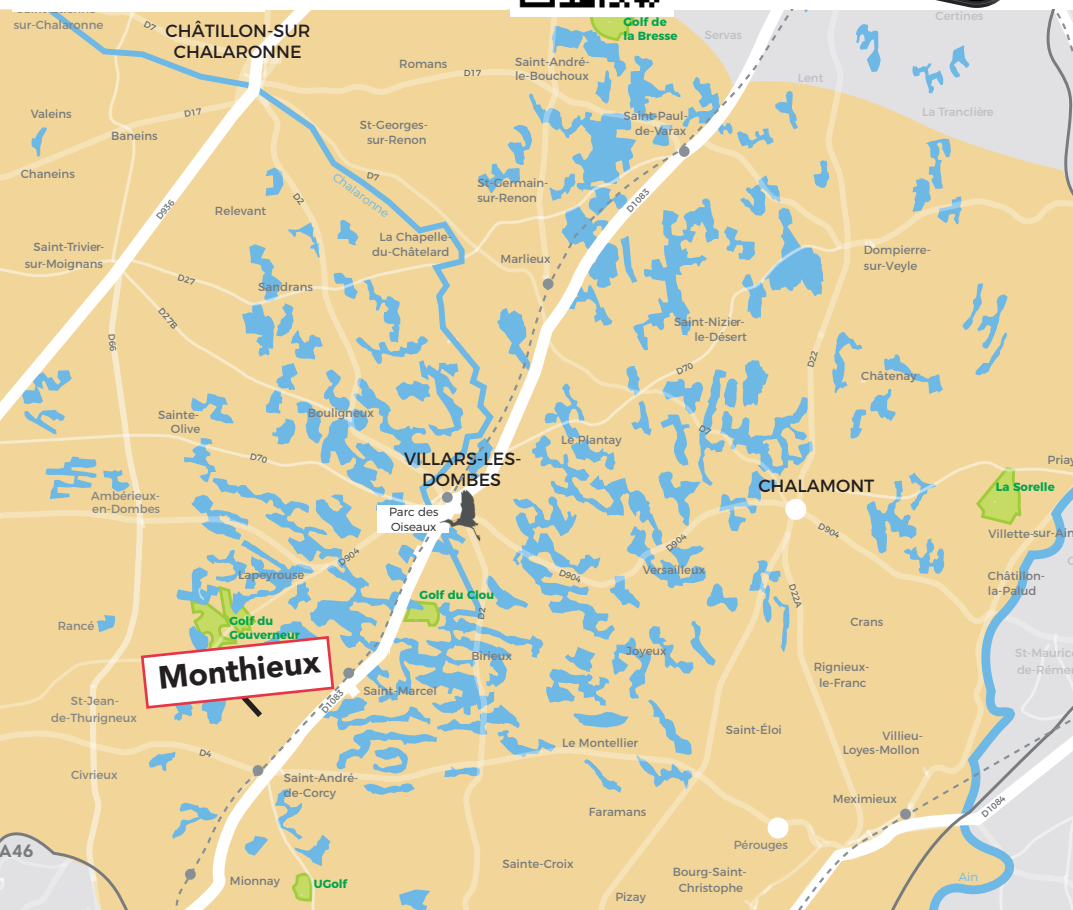 sur-Chalaronne
D7
CHÂTILLON-SUR
CHALARONNE
Golf de
la Bresse
Certines
Servas
Romans
D17
Saint-André-
le-Bouchoux
Lent
La Tranclière
Valeins
D17
Baneins
St-Georges-
sur-Renon
Saint-Paul-
de-Varax
Chaneins
D7
Chalaronne
St-Germain-
sur-Renon
D1083
D936
D2
Relevant
Saint-Trivier-
sur-Moignans
La Chapelle-
du-Châtelard
Marlieux
Dompierre-
sur-Veyle
D27
Sandrans
D27B
D66
Saint-Nizier-
le-Désert
D22
D70
Châtenay
Sainte-
Olive
Bouligneux
D7
Le Plantay
D70
VILLARS-LES-
DOMBES
Priay
CHALAMONT
La Sorelle
Ambérieux-
en-Dombes
Parc des
Oiseaux
D904
Villette-sur-Ain
D904
D904
Lapeyrouse
D904
Versailleux
Châtillon-
la-Palud
D22A
Golf du Clou
D2
Rancé
Golf du
Gouverneur
Crans
Birieux
Joyeux
St-Maurice
de-Réme
Monthieux
Rignieux-
le-Franc
Saint-Marcel
D1083
St-Jean-
de-Thurigneux
Saint-Éloi
Villieu-
Loyes-Mollon
D4
Le Montellier
Civrieux
Saint-André-
de-Corcy
Meximieux
D1084
Faramans
Pérouges
A46
Sainte-Croix
Bourg-Saint-
Christophe
Mionnay
UGolf
Ain
Pizay